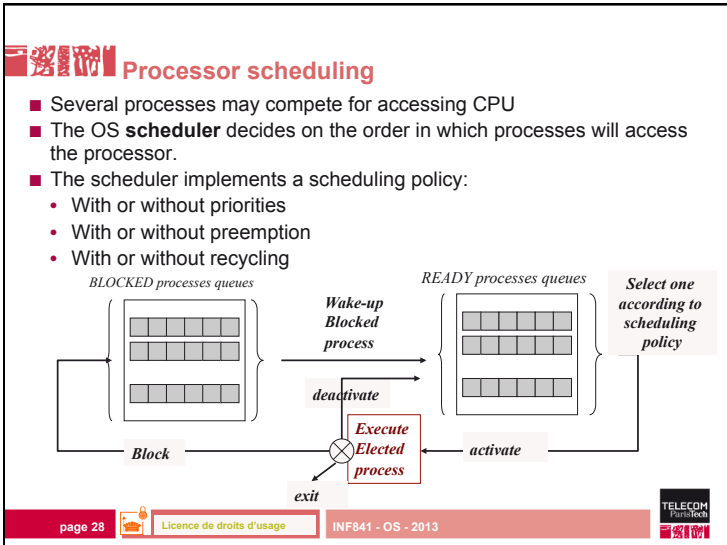 Processor scheduling
■ Several processes may compete for accessing CPU
■ The OS scheduler decides on the order in which processes will access
the processor.
■ The scheduler implements a scheduling policy:
• With or without priorities
• With or without preemption
• With or without recycling
BLOCKED processes queues
READY processes queues
Select one
according to
scheduling
policy
Wake-up
Blocked
process
deactivate
Execute
Elected
process
Block
activate
exit
page 28
Licence de droits d'usage
INF841 - OS - 2013
TELECOM
ParisTech